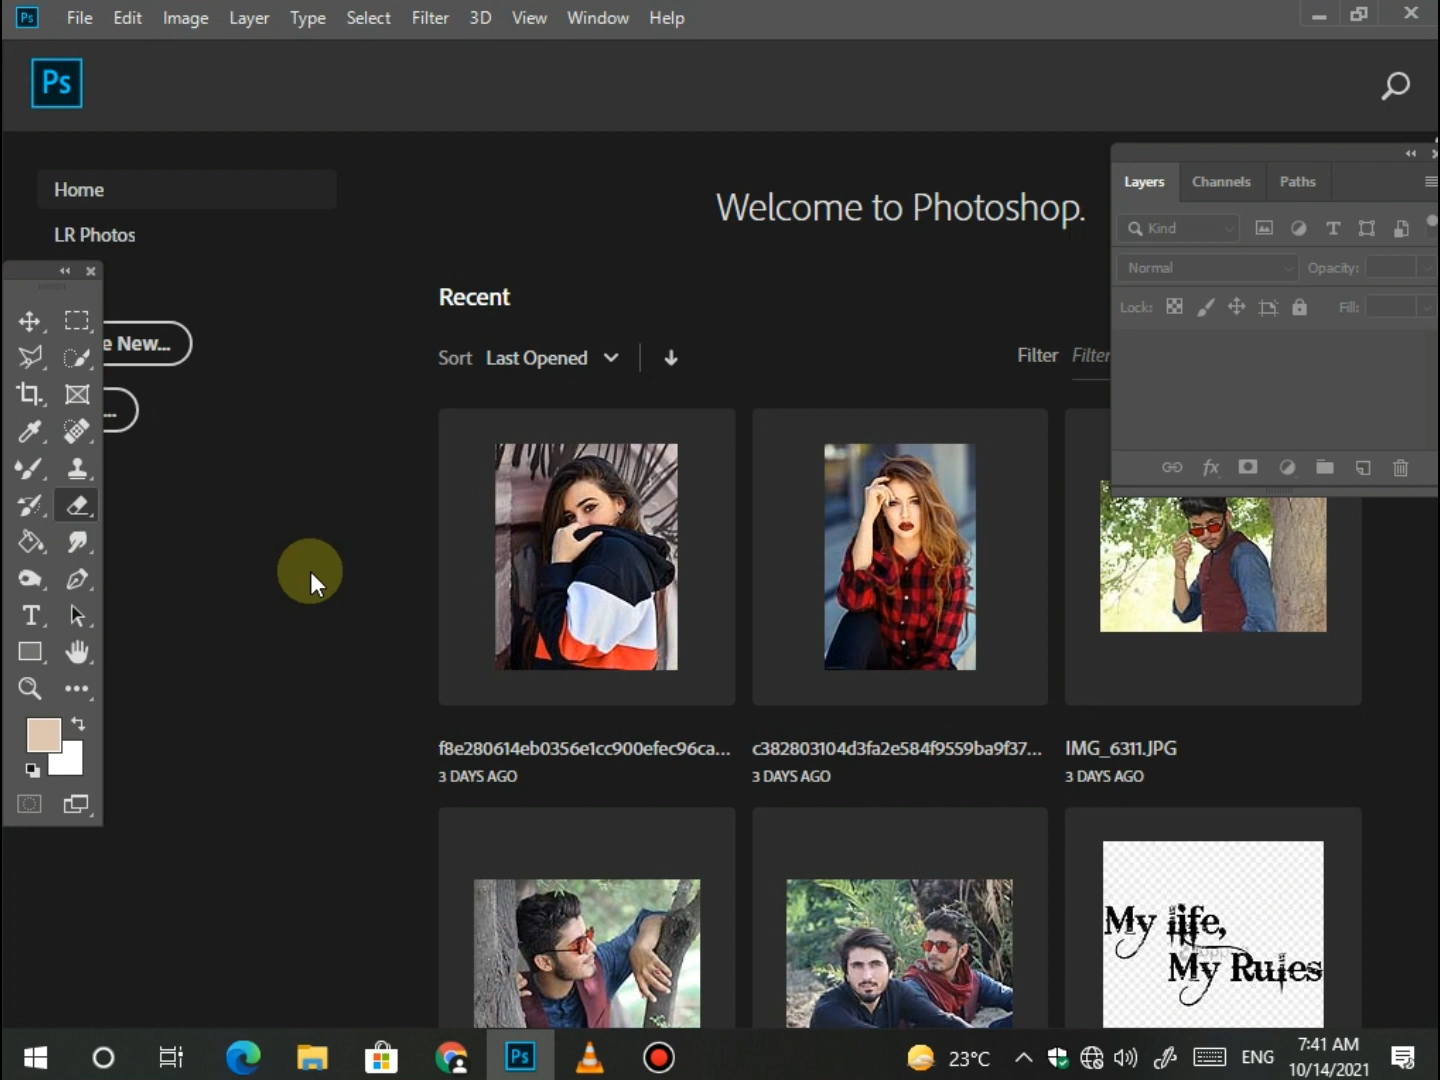 Ps File Edit Image Layer Type Select Filter 3D View Window Help
Ps
Home
LR Photos
Welcome to Photoshop.
Layers Channels Paths
Kind
Normal Opacity:
Lock: Fill:
Recent
e New...
...
Sort Last Opened
Filter Filter
f8e280614eb0356e1cc900efec96ca...
3 DAYS AGO
c382803104d3fa2e584f9559ba9f37...
3 DAYS AGO
IMG_6311.JPG
3 DAYS AGO
My life,
My Rules
Ps
23°C
ENG
7:41 AM
10/14/2021